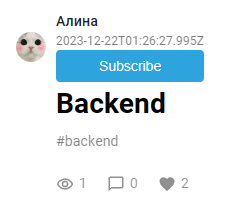 Алина
2023-12-22T01:26:27.995Z
Subscribe
Backend
#backend
1 0 2